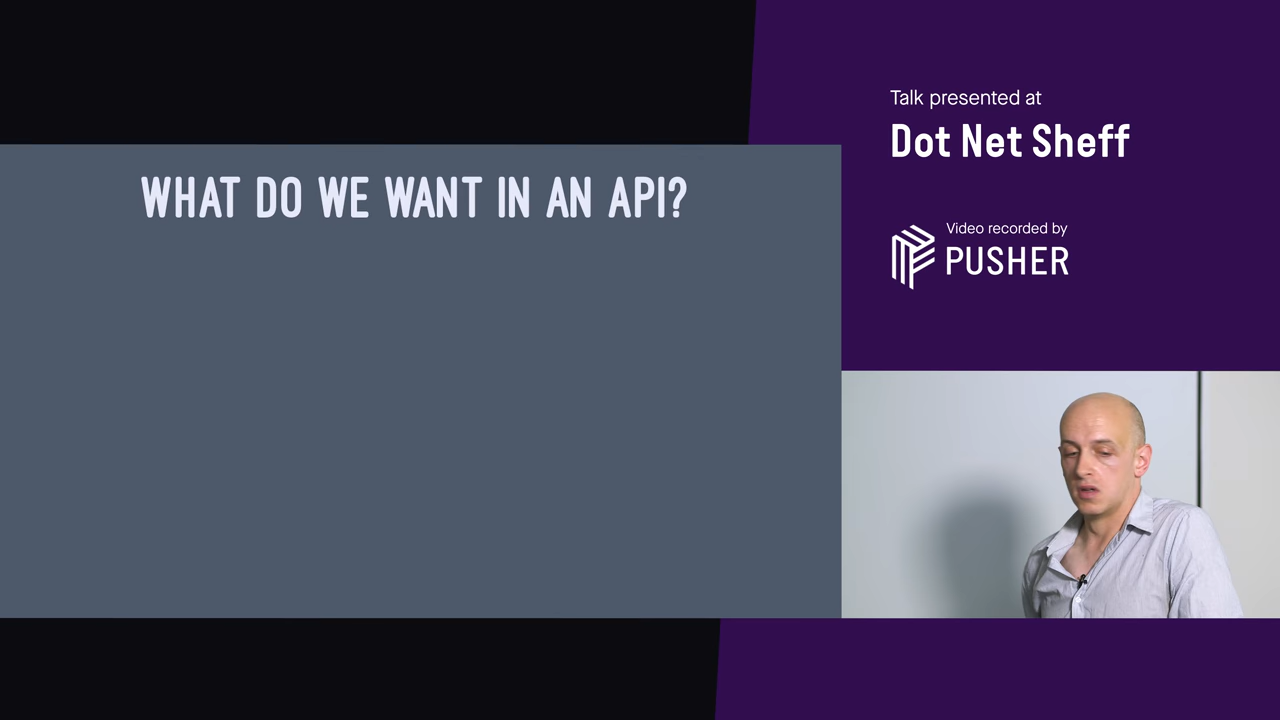 WHAT DO WE WANT IN AN API?
Talk presented at
Dot Net Sheff
Video recorded by
PUSHER